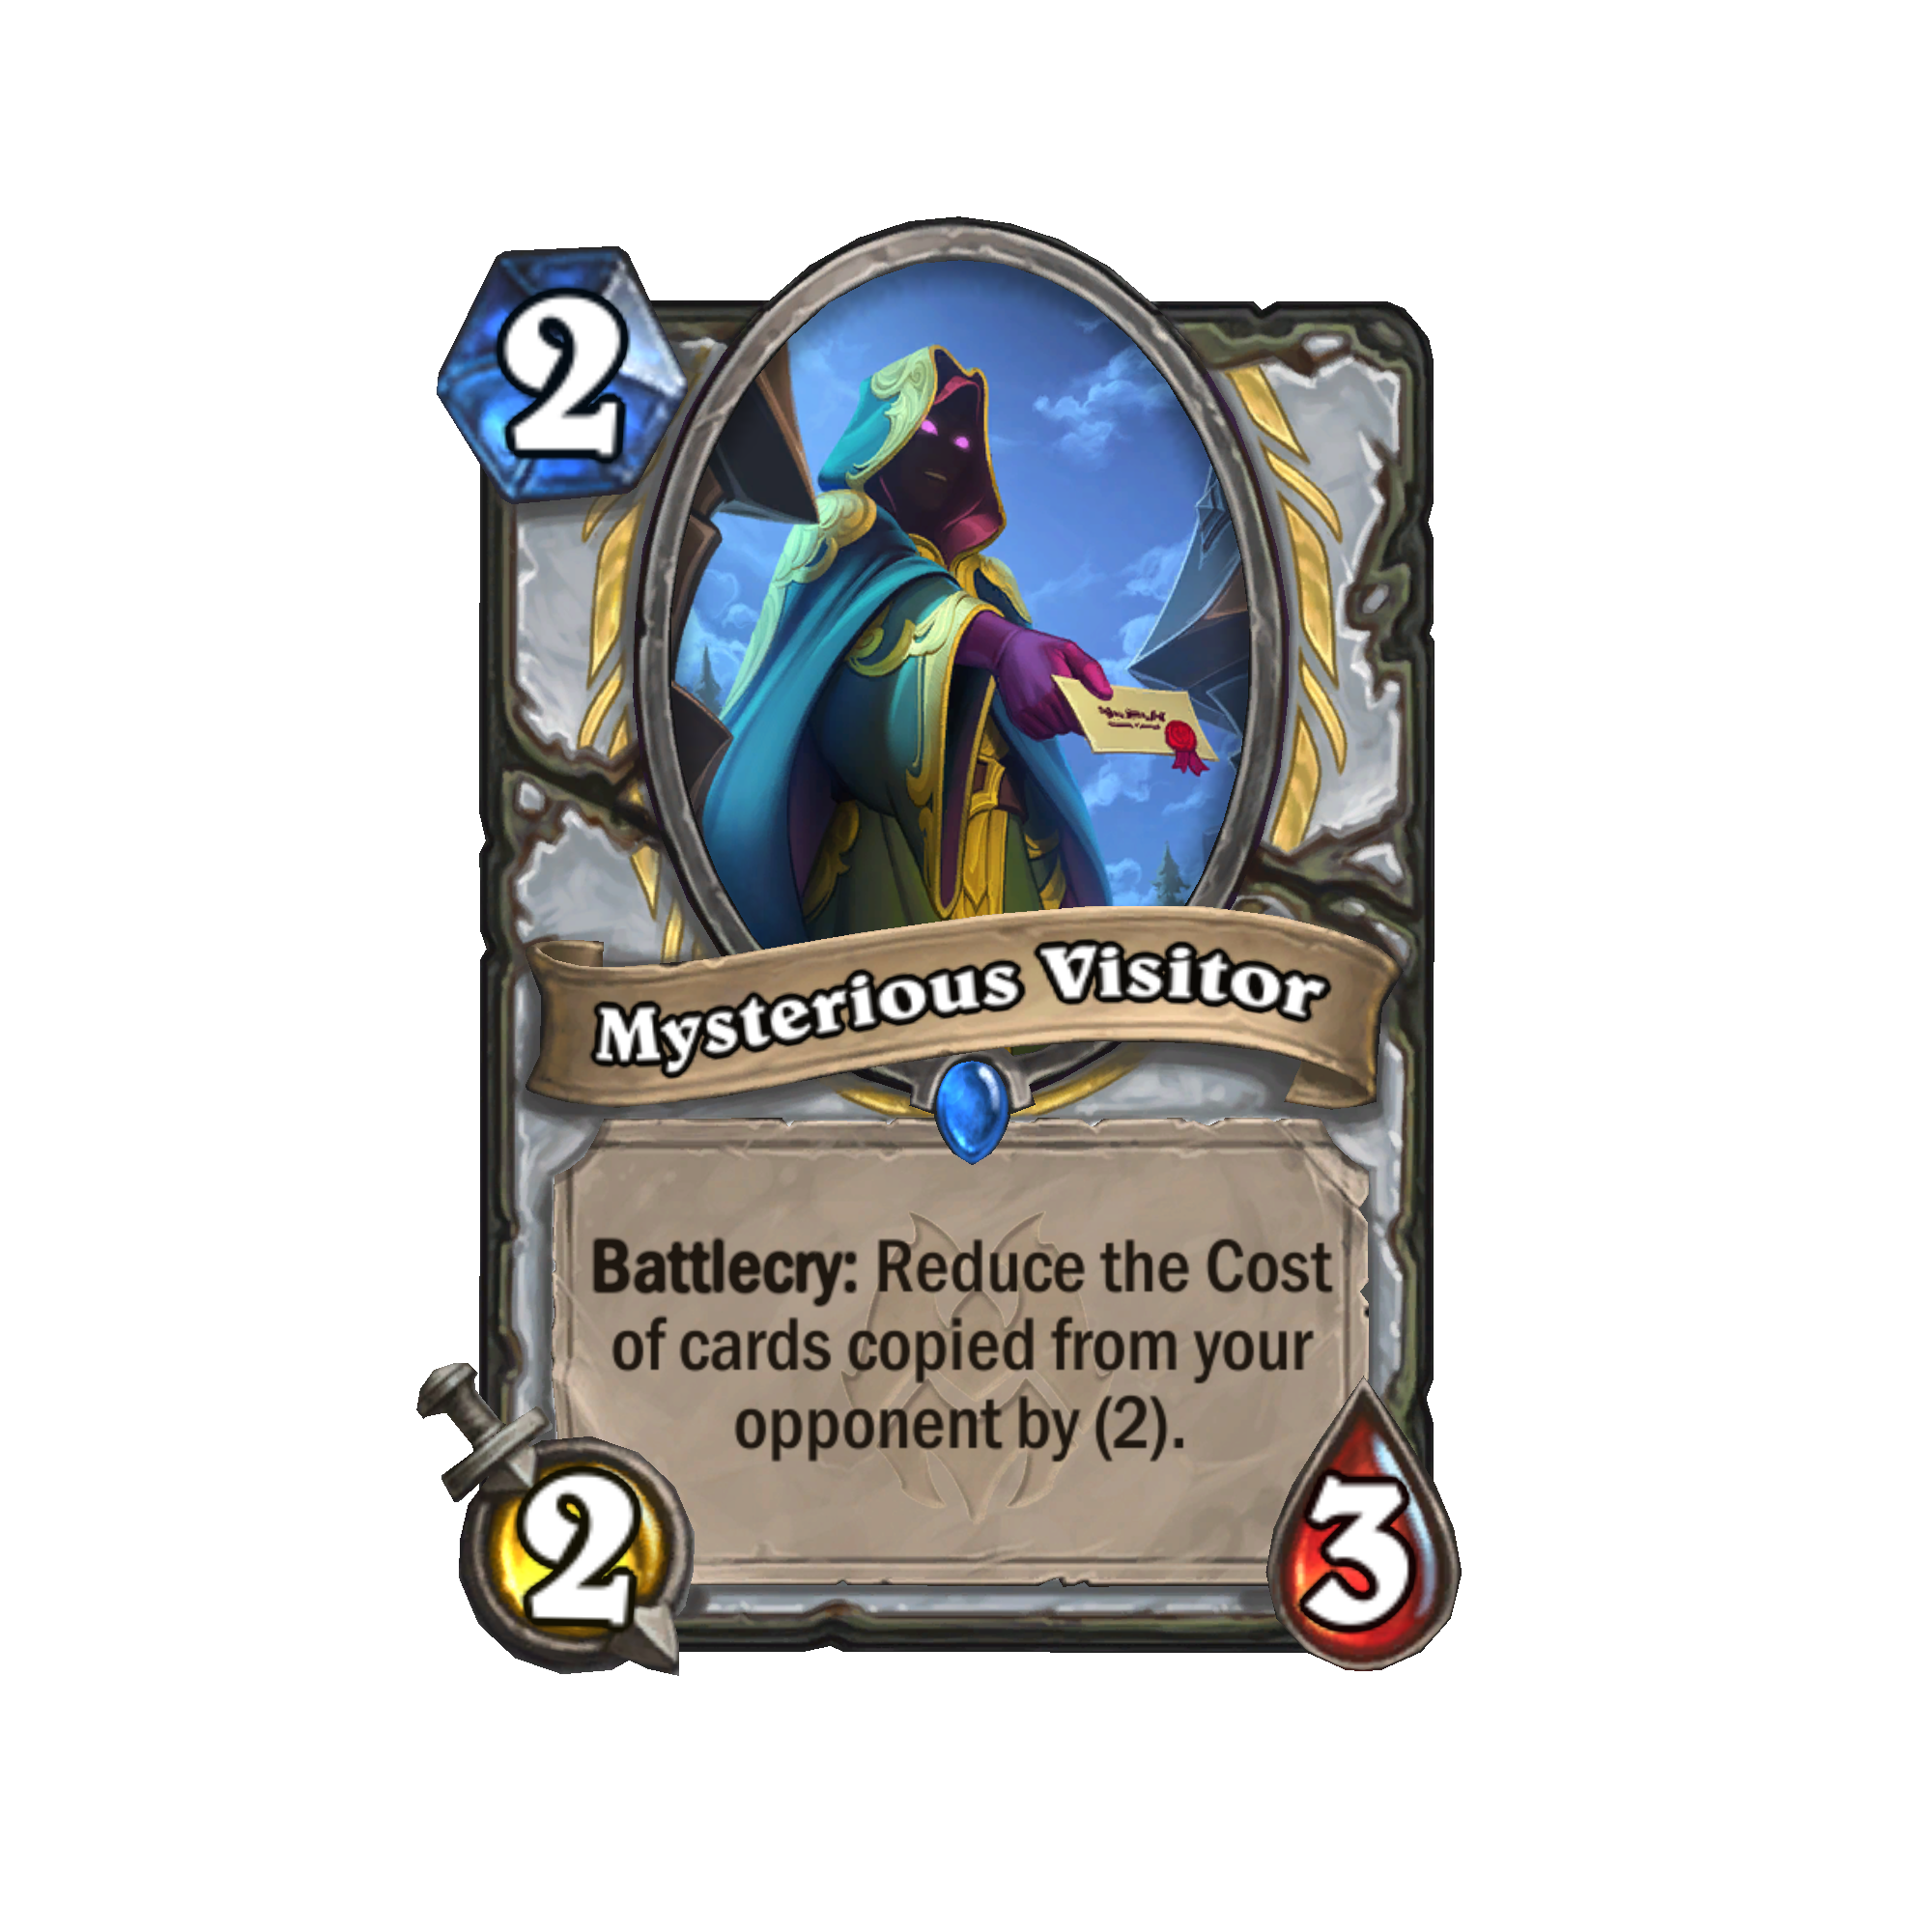 2
Mysterious Visitor
Battlecry: Reduce the Cost
of cards copied from your
opponent by (2).
2
3